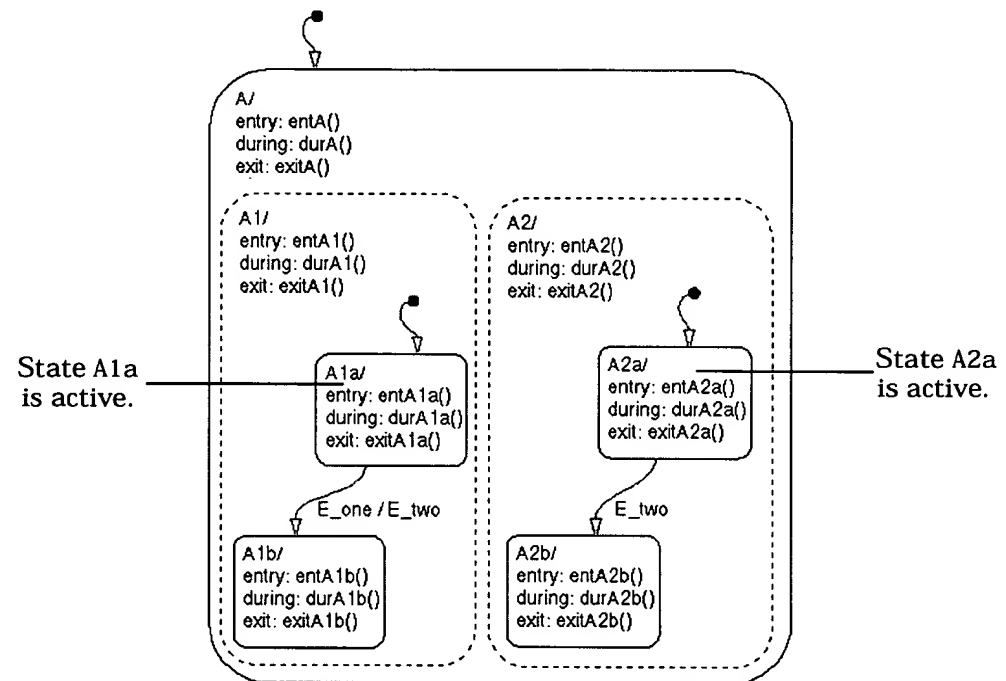 A/
entry: entA()
during: durA()
exit: exitA()
A1/
entry: entA1()
during: durA1()
exit: exitA1()
A2/
entry: entA2()
during: durA2()
exit: exitA2()
State A1a
is active.
A1a/
entry: entA1a()
during: durA1a()
exit: exitA1a()
A2a/
entry: entA2a()
during: durA2a()
exit: exitA2a()
State A2a
is active.
E_one / E_two
E_two
A1b/
entry: entA1b()
during: durA1b()
exit: exitA1b()
A2b/
entry: entA2b()
during: durA2b()
exit: exitA2b()